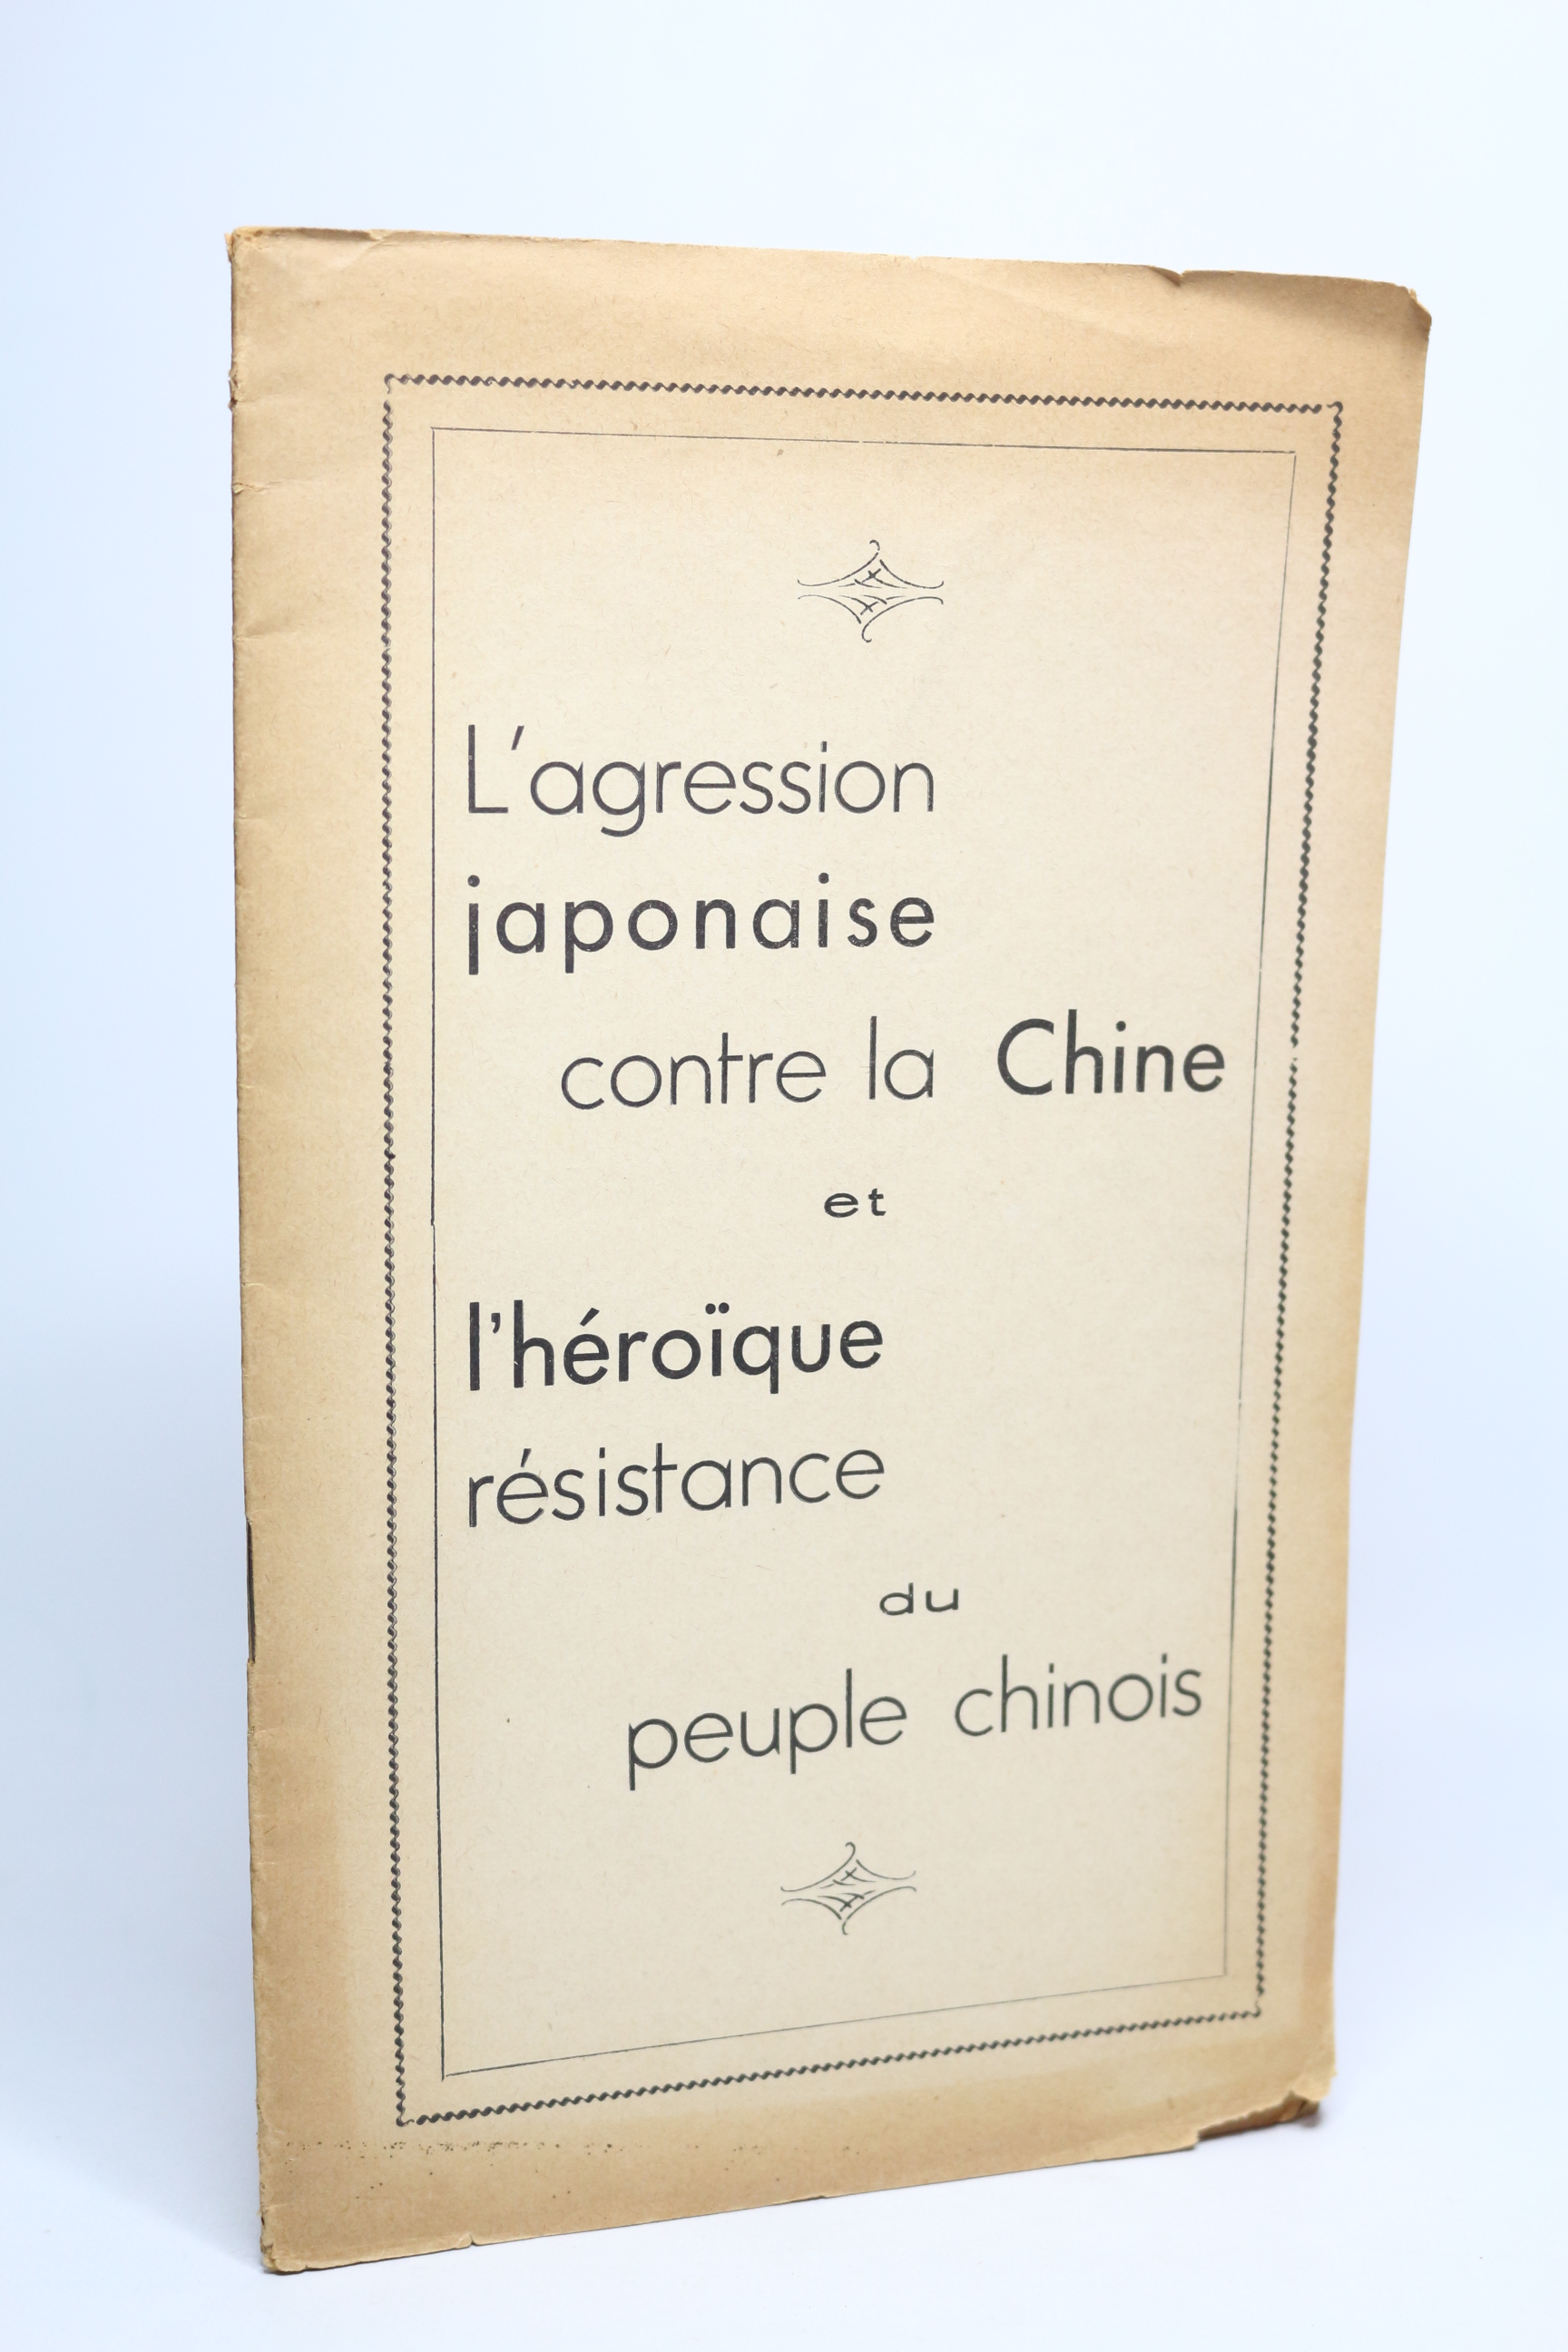 L'agression
japonaise
contre la Chine
et
l'héroïque
résistance
du
peuple chinois